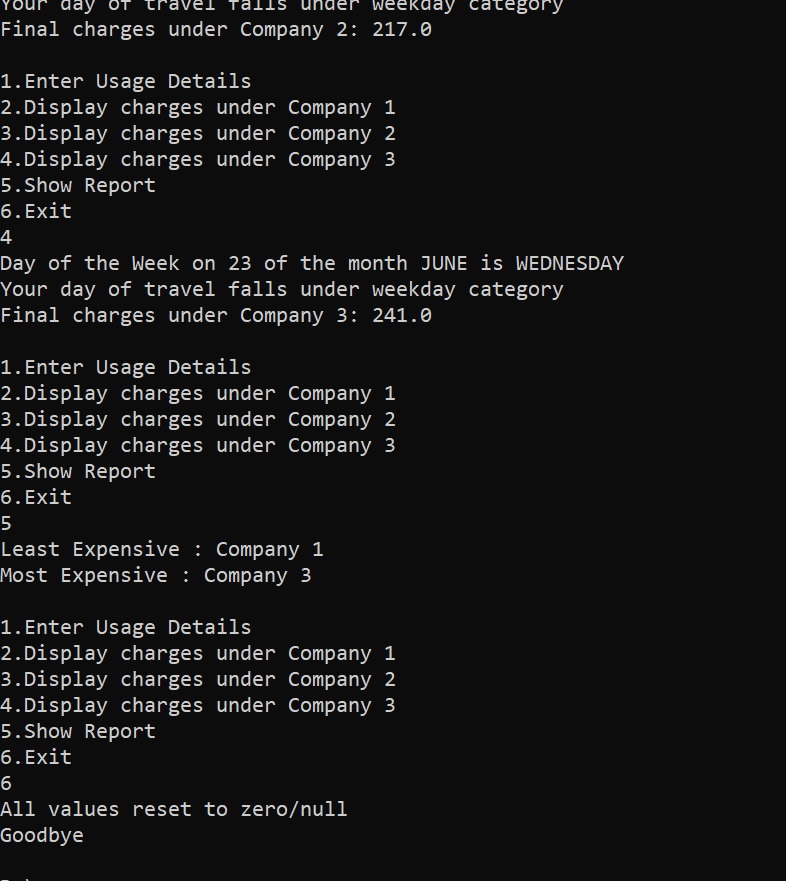 Your day of travel falls under weekday category
Final charges under Company 2: 217.0
1.Enter Usage Details
2.Display charges under Company 1
3.Display charges under Company 2
4.Display charges under Company 3
5.Show Report
6.Exit
4
Day of the Week on 23 of the month JUNE is WEDNESDAY
Your day of travel falls under weekday category
Final charges under Company 3: 241.0
1.Enter Usage Details
2.Display charges under Company 1
3.Display charges under Company 2
4.Display charges under Company 3
5.Show Report
6.Exit
5
Least Expensive : Company 1
Most Expensive : Company 3
1.Enter Usage Details
2.Display charges under Company 1
3.Display charges under Company 2
4.Display charges under Company 3
5.Show Report
6.Exit
6
All values reset to zero/null
Goodbye